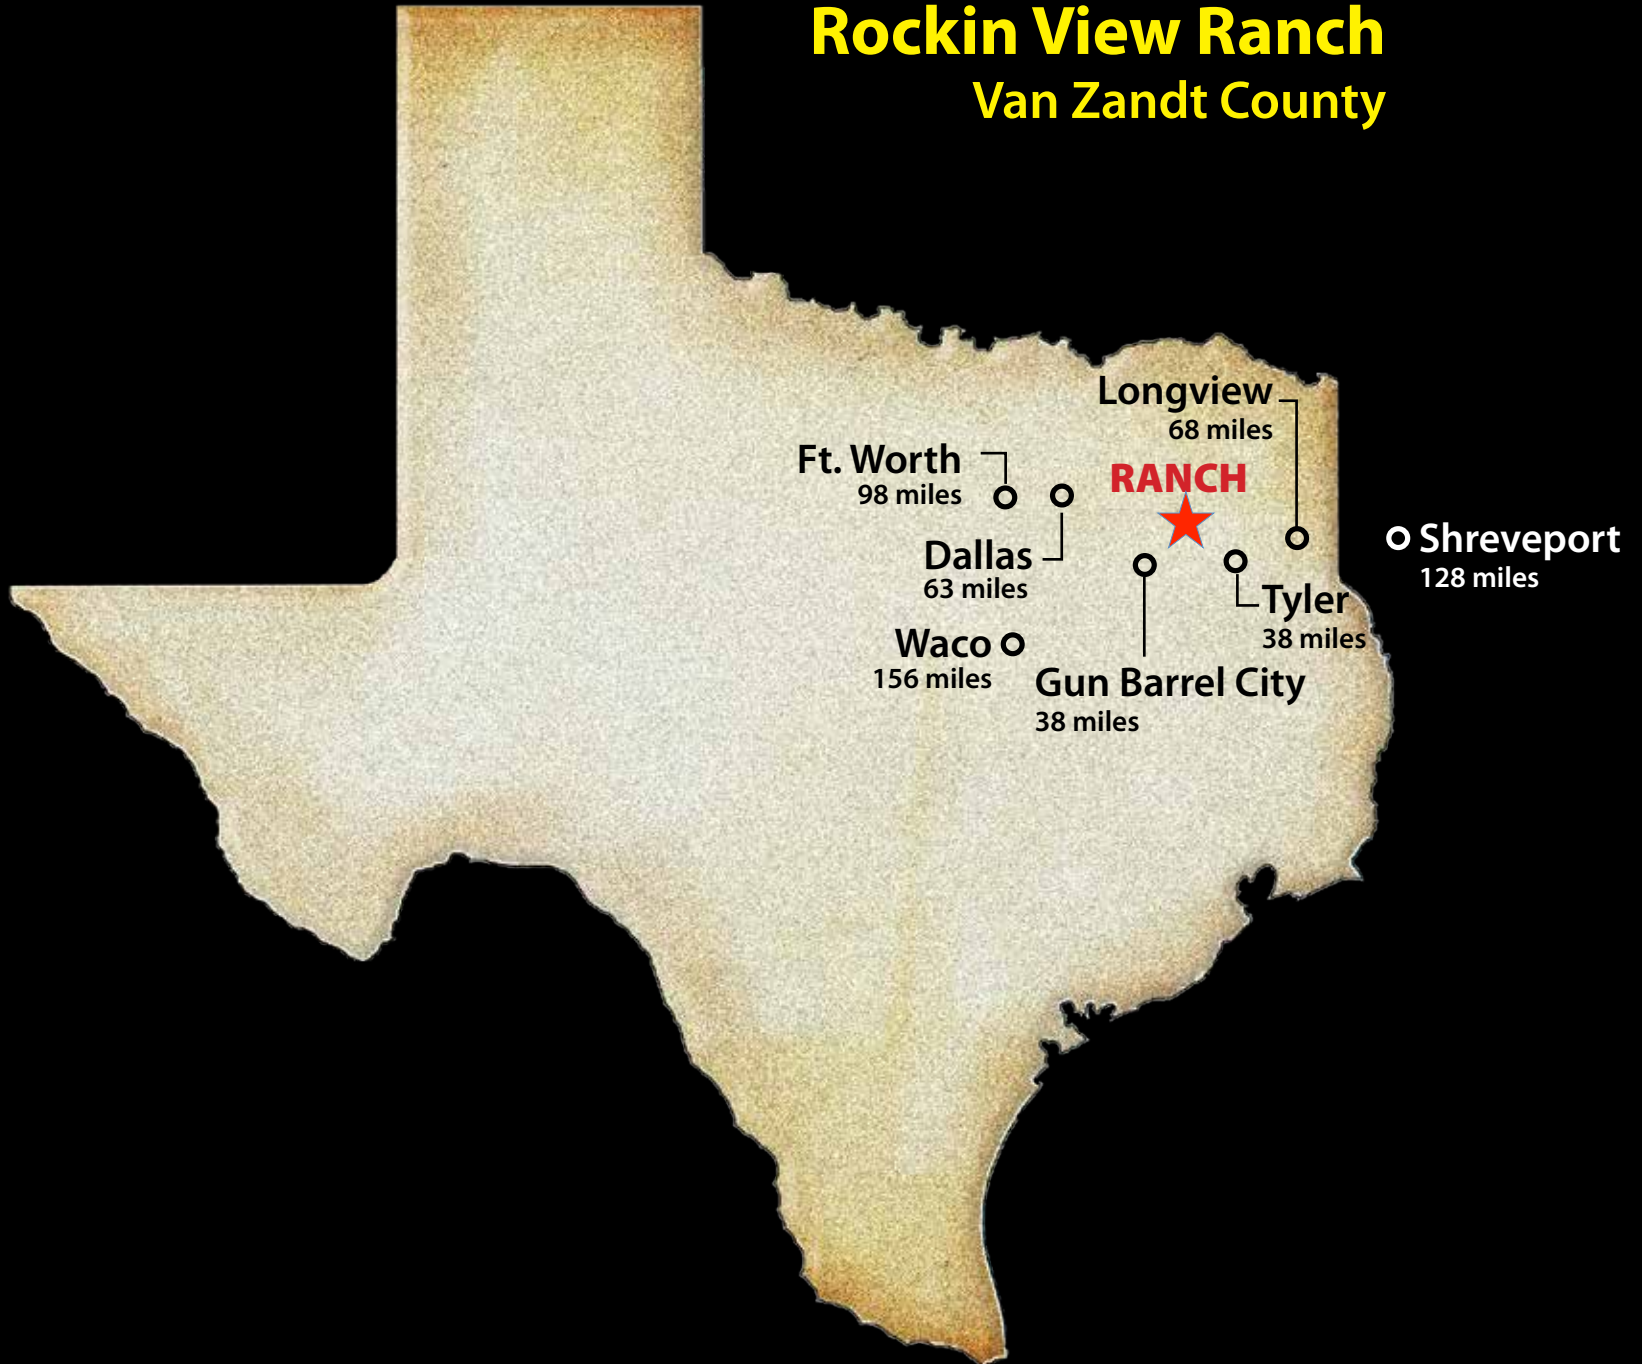 Rockin View Ranch
Van Zandt County
Longview
68 miles
Ft. Worth
98 miles
RANCH
Dallas
63 miles
Shreveport
128 miles
Tyler
38 miles
Waco
156 miles
Gun Barrel City
38 miles